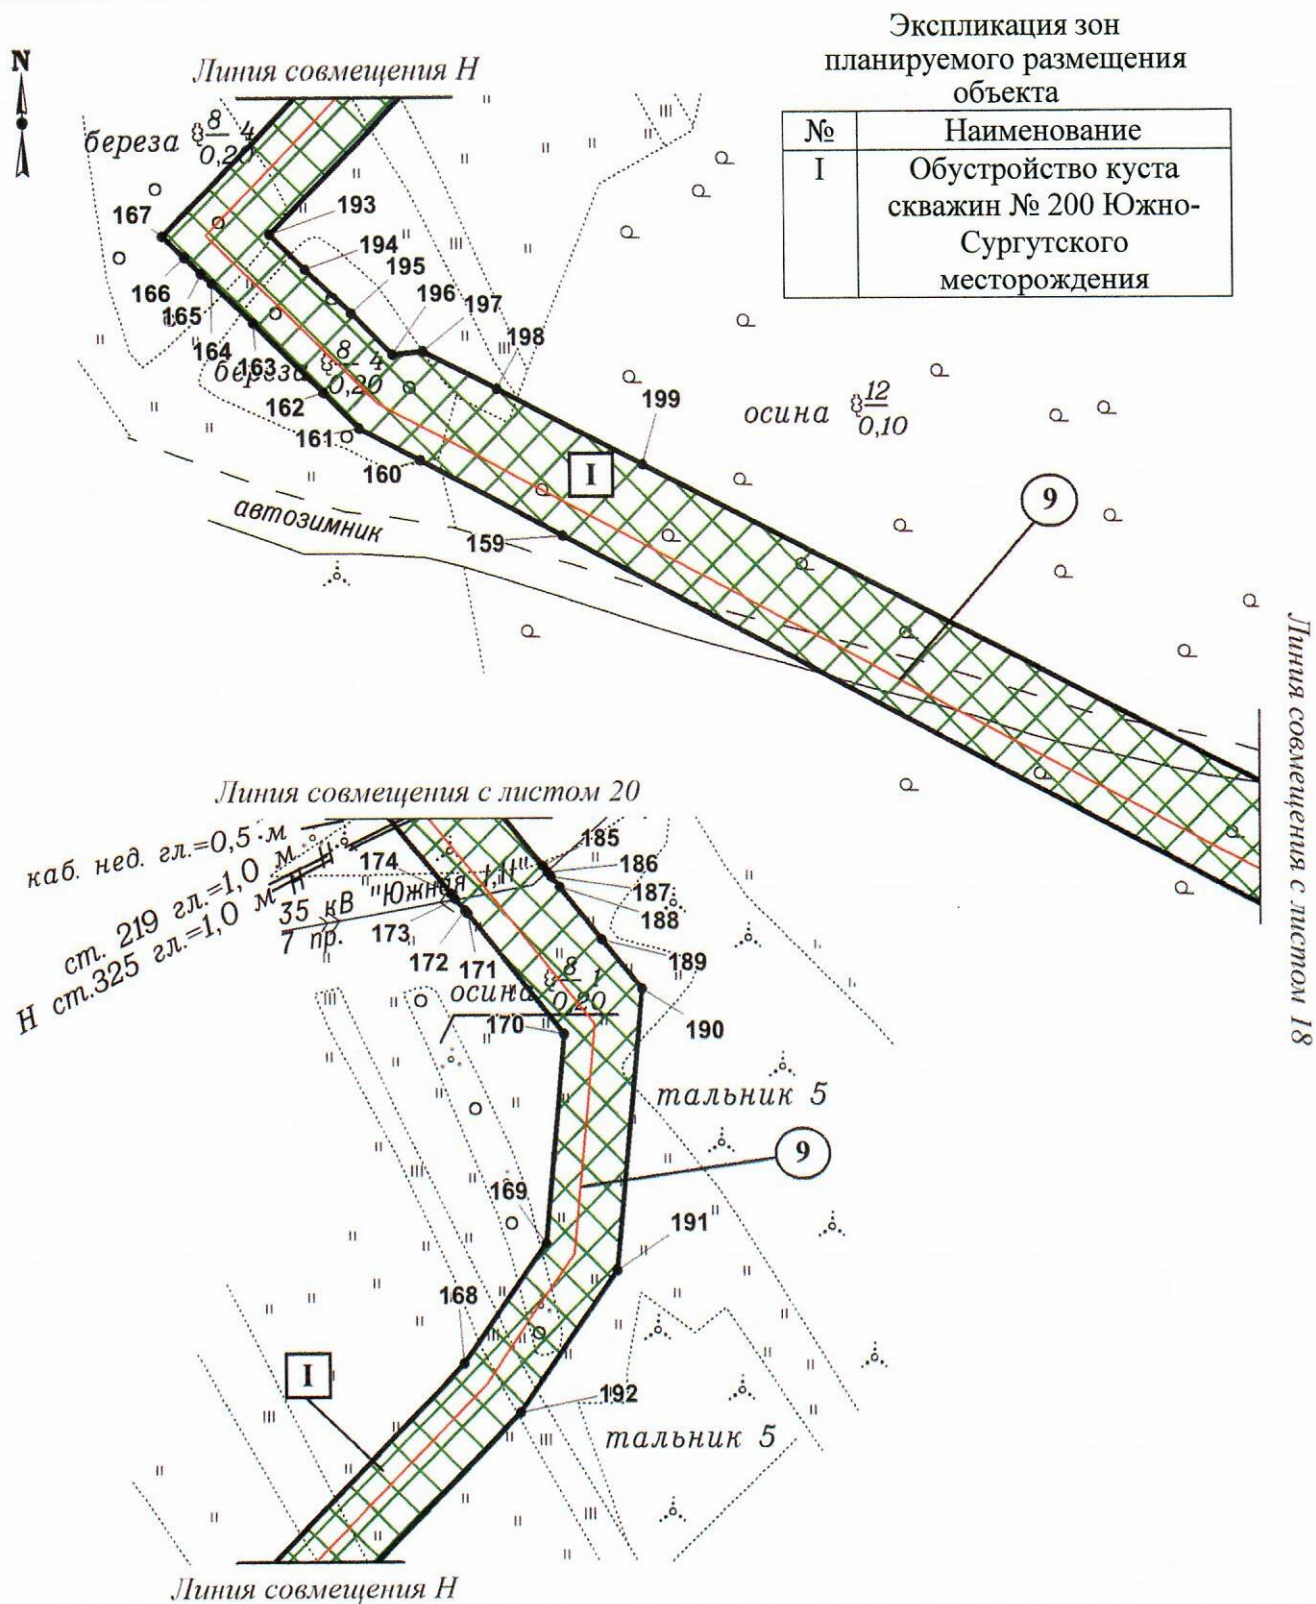 Экспликация зон
планируемого размещения
объекта
№ Наименование
I Обустройство куста
скважин № 200 Южно-
Сургутского
месторождения
N
Линия совмещения Н
береза 8 4
0,20
167
193
194
195
196
197
198
199
166
165
164
163
162
161
160
159
береза 8 4
0,20
осина 12
0,10
I
9
автозимник
Линия совмещения с листом 18
Линия совмещения с листом 20
каб. нед. гл.=0,5 м
ст. 219 гл.=1,0 м
Н ст.325 гл.=1,0 м
35 кВ "Южная
7 пр.
174
173
172
171
170
185
186
187
188
189
190
осина 8 1
0,20
тальник 5
9
169
191
168
I
192
тальник 5
Линия совмещения Н